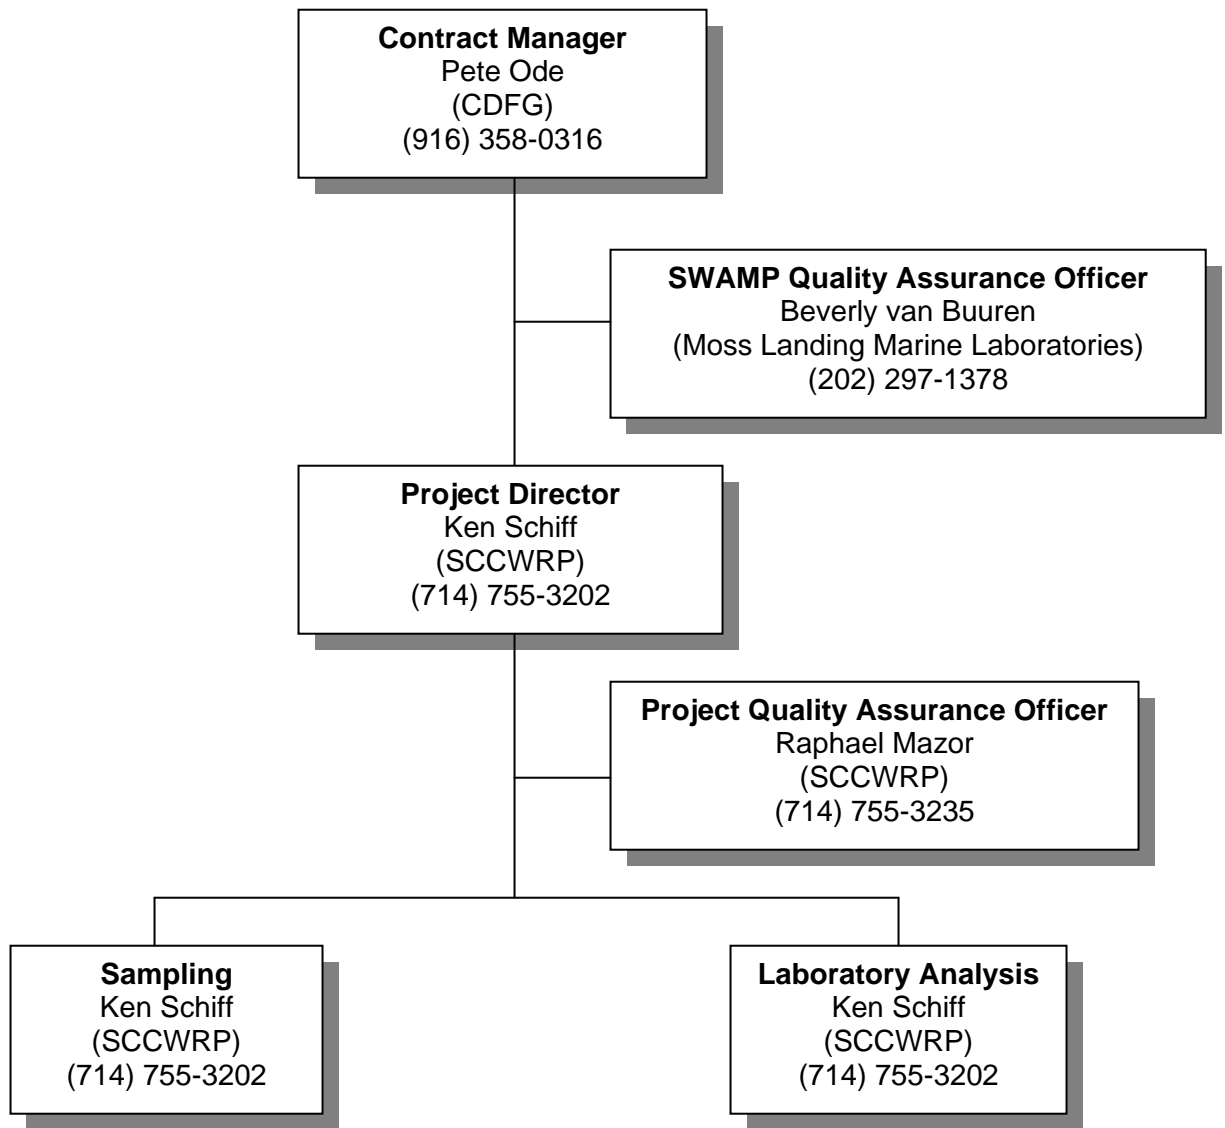 Contract Manager
Pete Ode
(CDFG)
(916) 358-0316
SWAMP Quality Assurance Officer
Beverly van Buuren
(Moss Landing Marine Laboratories)
(202) 297-1378
Project Director
Ken Schiff
(SCCWRP)
(714) 755-3202
Project Quality Assurance Officer
Raphael Mazor
(SCCWRP)
(714) 755-3235
Sampling
Ken Schiff
(SCCWRP)
(714) 755-3202
Laboratory Analysis
Ken Schiff
(SCCWRP)
(714) 755-3202